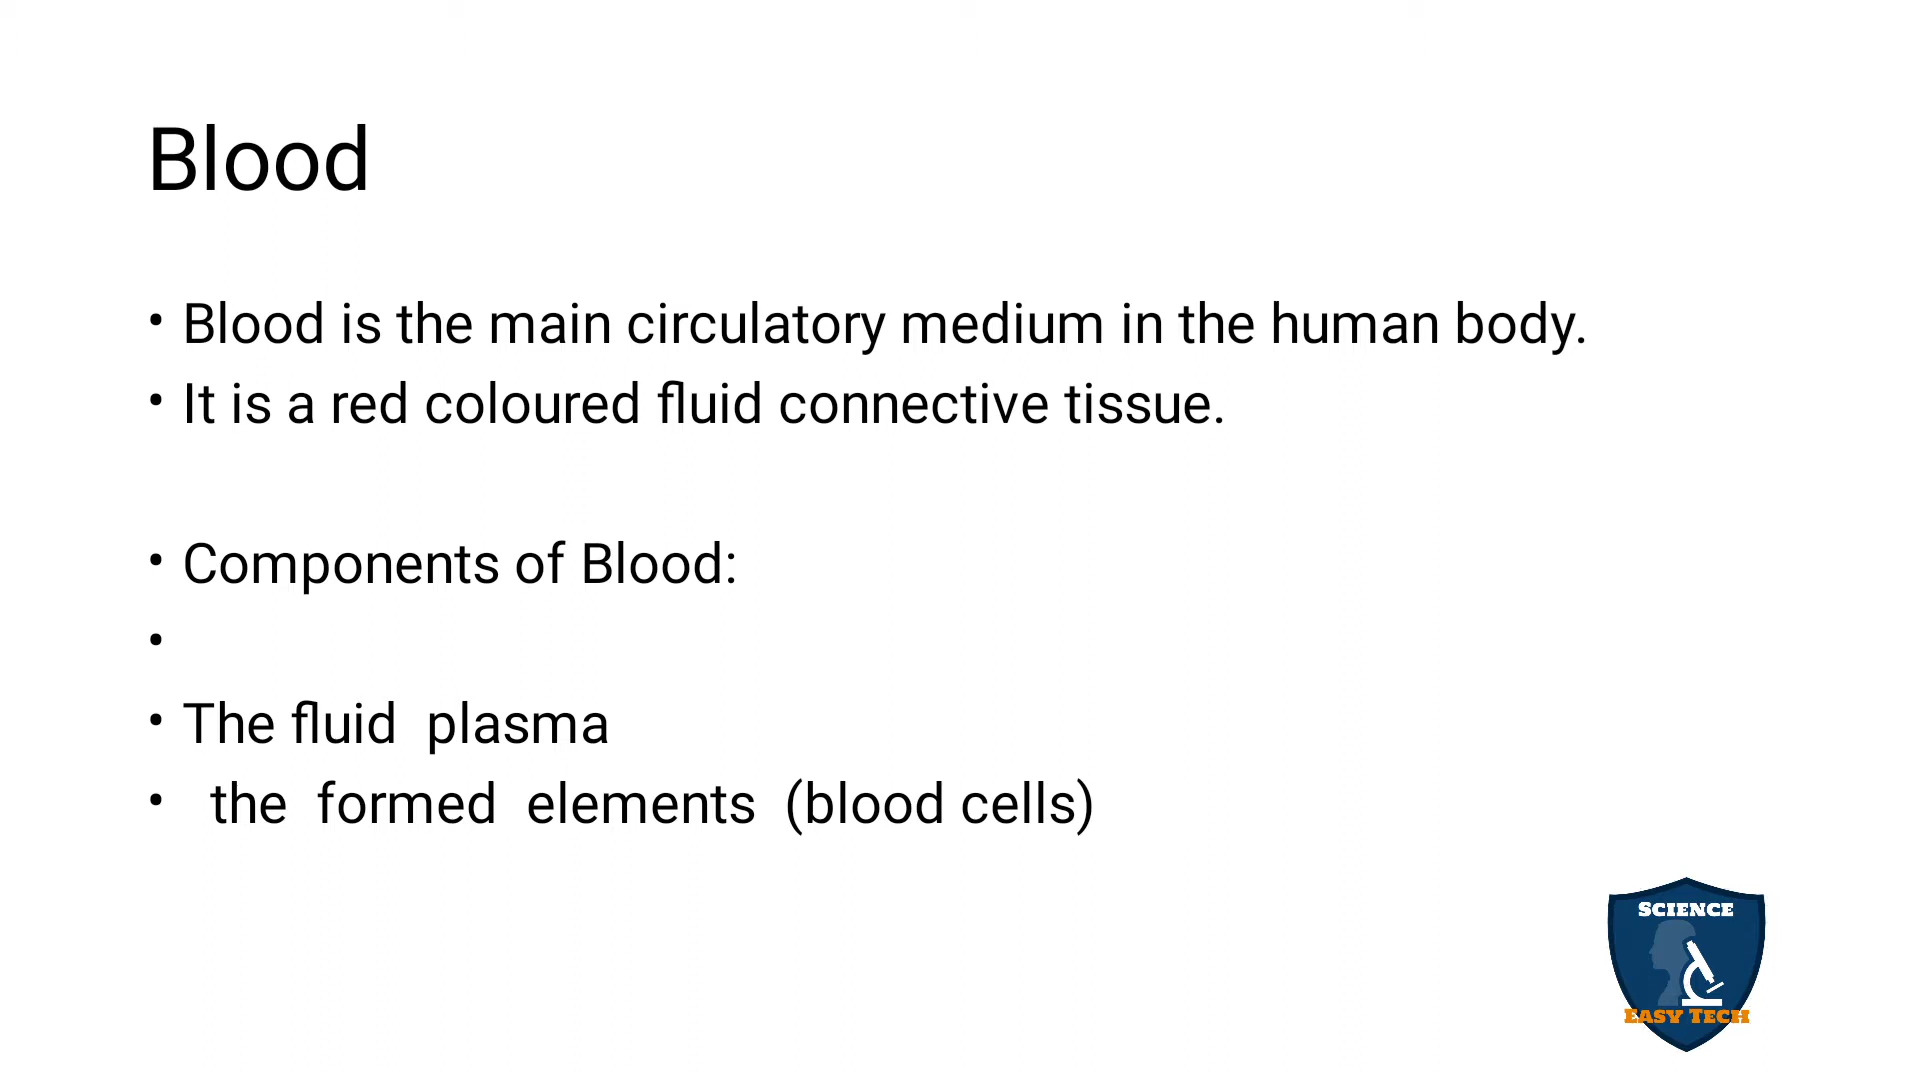 Blood
• Blood is the main circulatory medium in the human body.
• It is a red coloured fluid connective tissue.
• Components of Blood:
•
• The fluid  plasma
•   the  formed  elements  (blood cells)
SCIENCE
EASY TECH